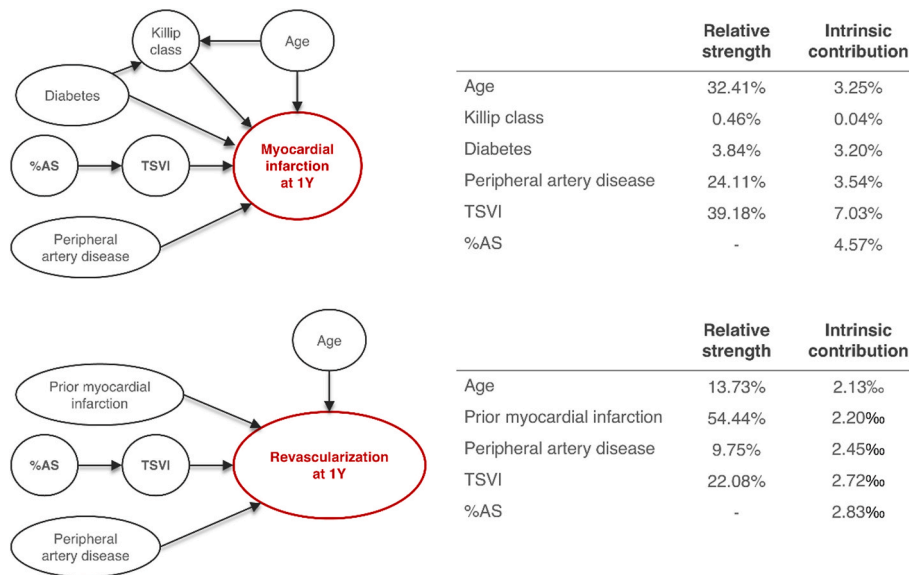 Killip
class
Age
Diabetes
%AS
TSVI
Myocardial
infarction
at 1Y
Peripheral
artery disease
Relative
strength
Intrinsic
contribution
Age 32.41% 3.25%
Killip class 0.46% 0.04%
Diabetes 3.84% 3.20%
Peripheral artery disease 24.11% 3.54%
TSVI 39.18% 7.03%
%AS - 4.57%
Age
Prior myocardial
infarction
%AS
TSVI
Revascularization
at 1Y
Peripheral
artery disease
Relative
strength
Intrinsic
contribution
Age 13.73% 2.13‰
Prior myocardial infarction 54.44% 2.20‰
Peripheral artery disease 9.75% 2.45‰
TSVI 22.08% 2.72‰
%AS - 2.83‰